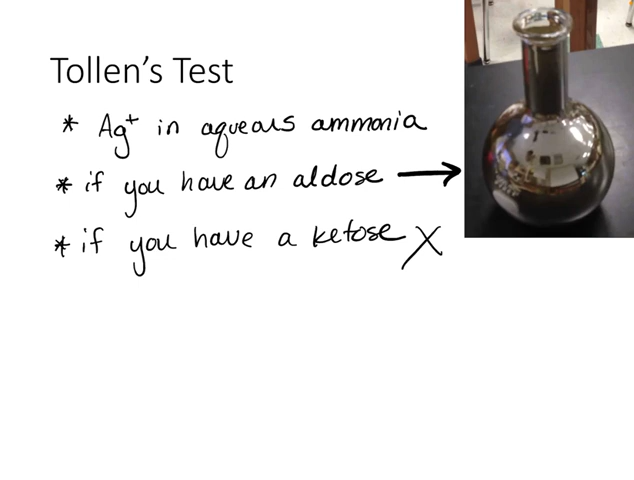 Tollen's Test
* Ag+ in aqueous ammonia
* if you have an aldose →
* if you have a ketose X